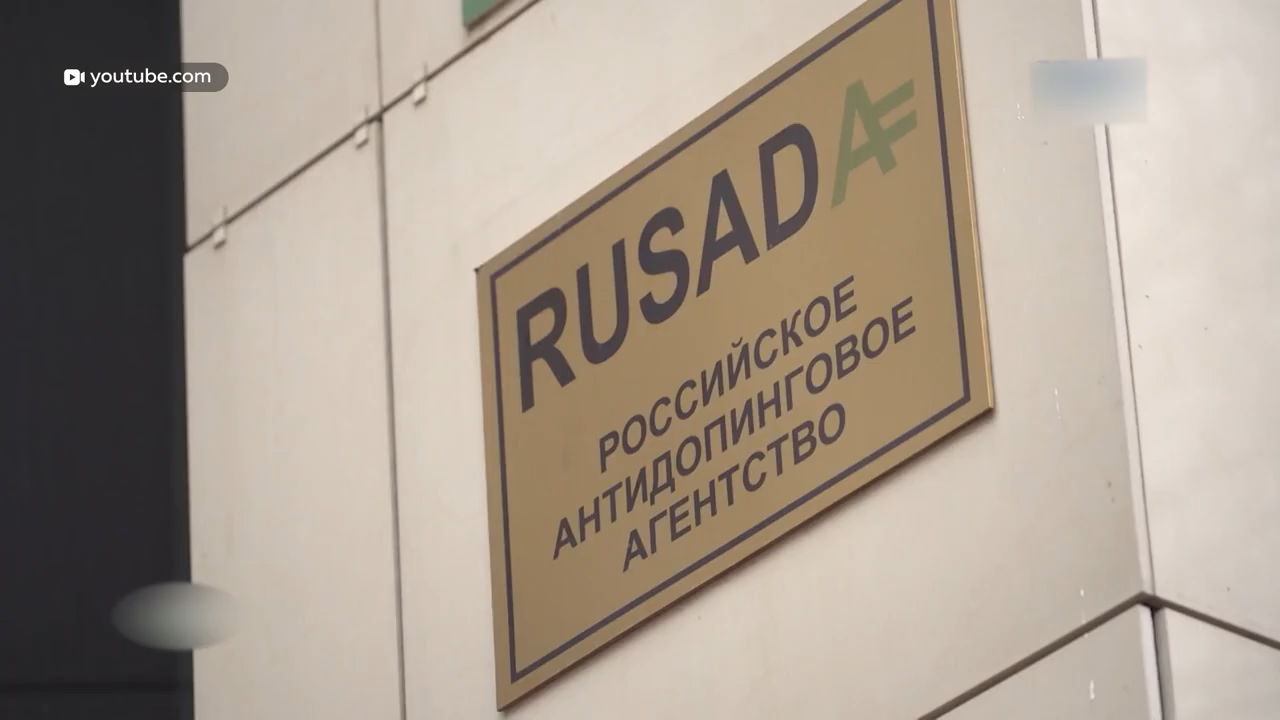 youtube.com
RUSADA
РОССИЙСКОЕ
АНТИДОПИНГОВОЕ
АГЕНТСТВО